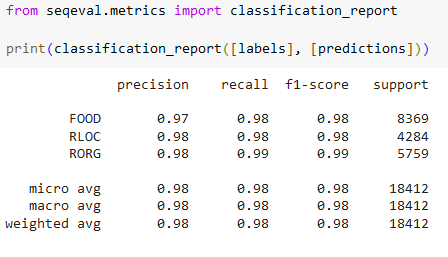 from seqeval.metrics import classification_report
print(classification_report([labels], [predictions]))
precision recall f1-score support
FOOD 0.97 0.98 0.98 8369
RLOC 0.98 0.98 0.98 4284
RORG 0.98 0.99 0.99 5759
micro avg 0.98 0.98 0.98 18412
macro avg 0.98 0.98 0.98 18412
weighted avg 0.98 0.98 0.98 18412